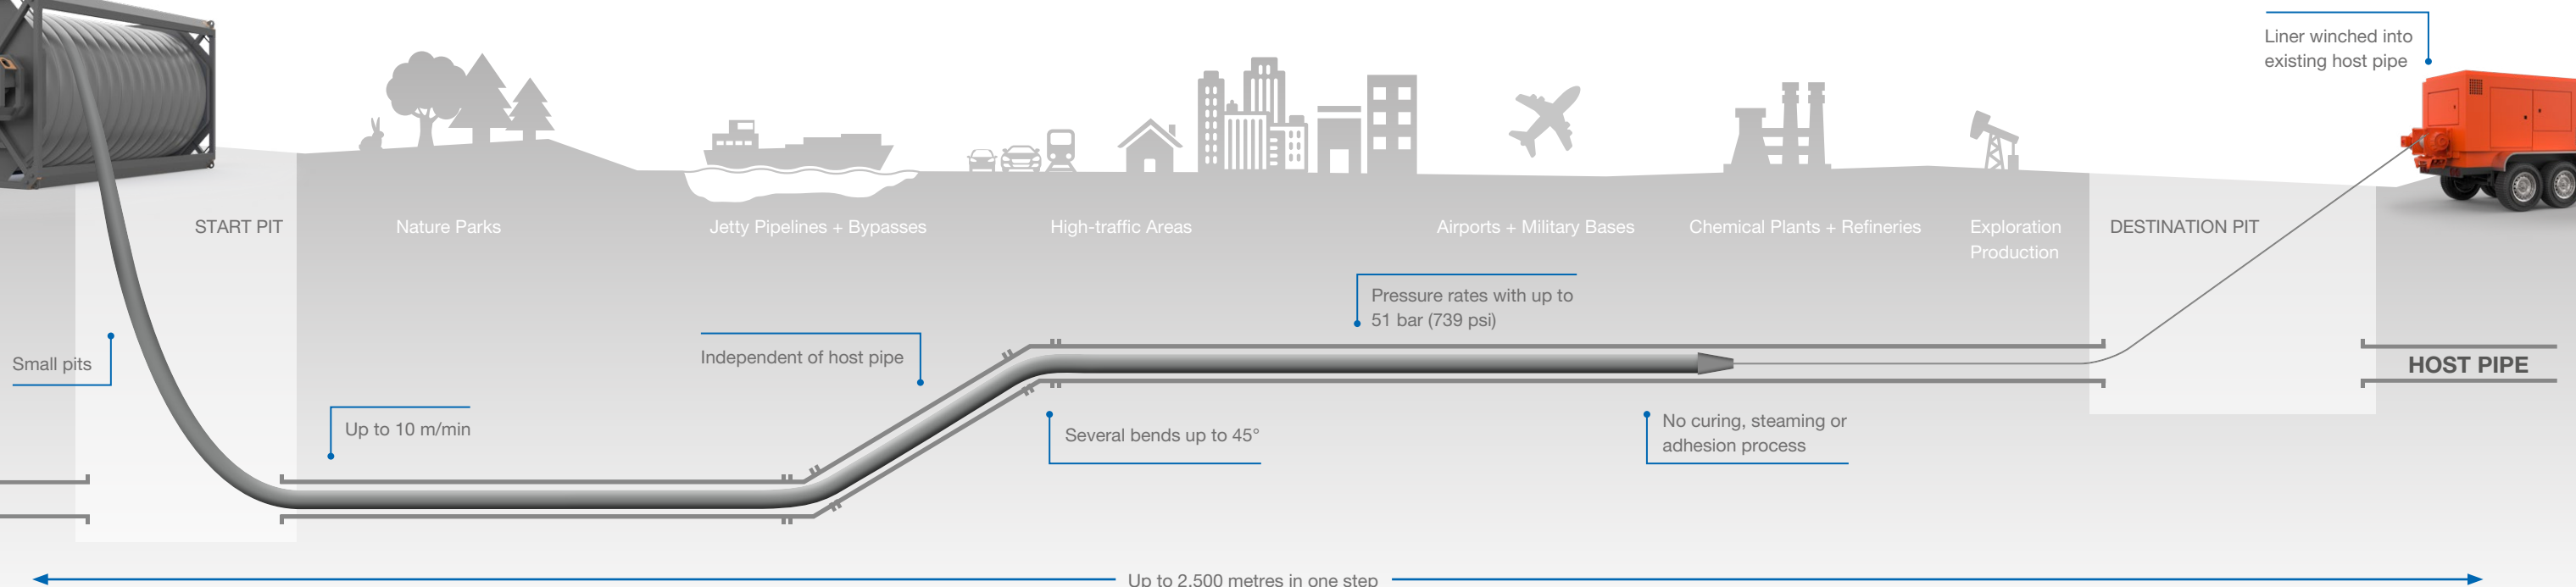 Liner winched into
existing host pipe
START PIT
Nature Parks
Jetty Pipelines + Bypasses
High-traffic Areas
Airports + Military Bases
Chemical Plants + Refineries
Exploration
Production
DESTINATION PIT
Pressure rates with up to
51 bar (739 psi)
Small pits
Independent of host pipe
HOST PIPE
Up to 10 m/min
Several bends up to 45°
No curing, steaming or
adhesion process
Up to 2,500 metres in one step